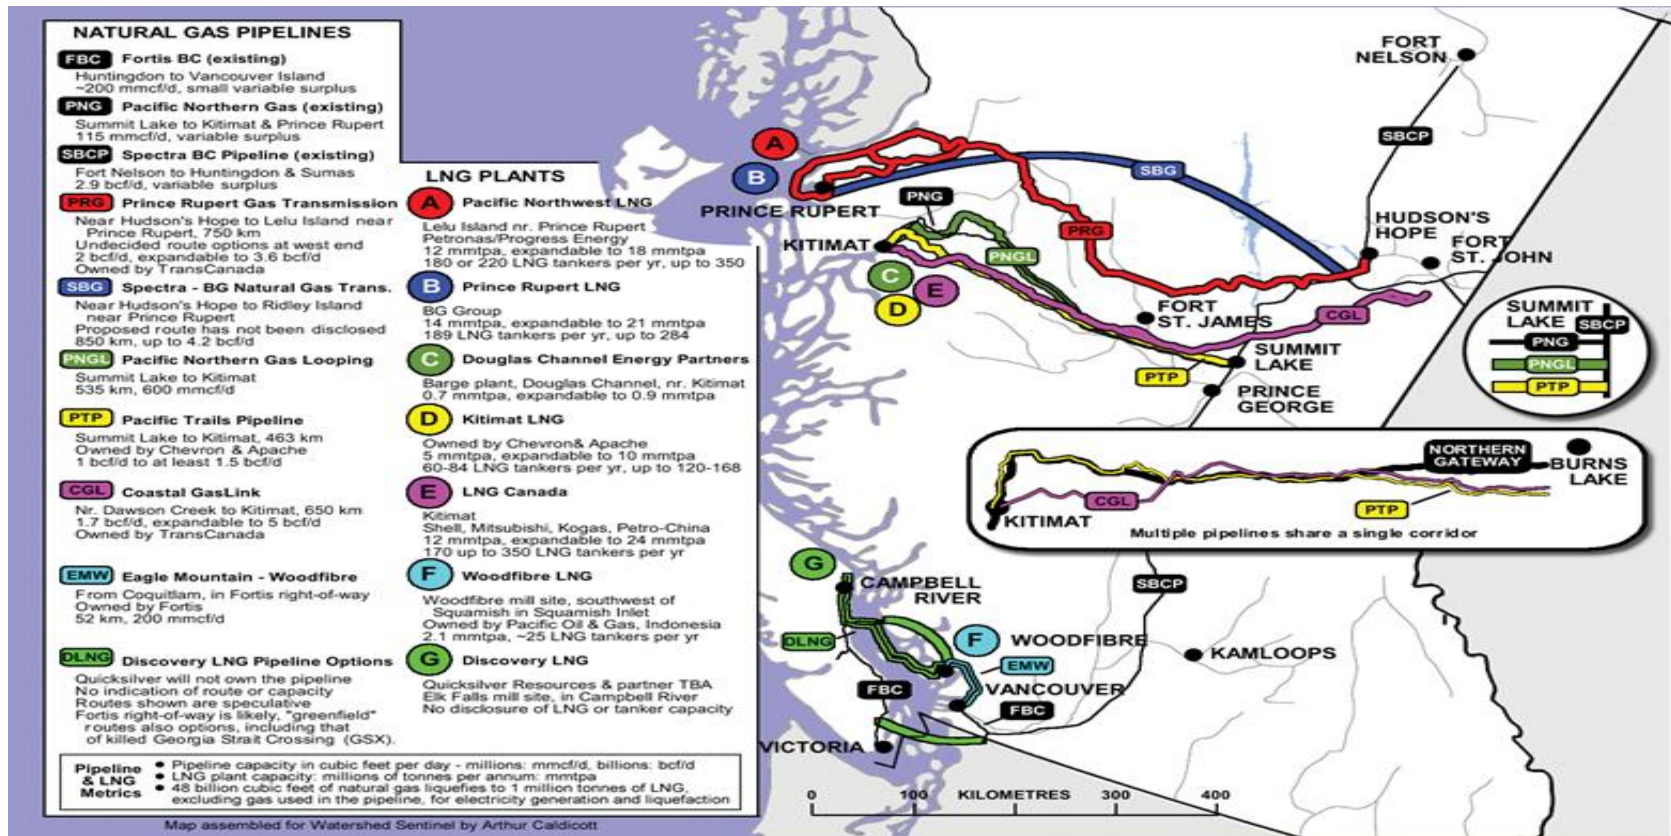 NATURAL GAS PIPELINES
FBC Fortis BC (existing)
Huntingdon to Vancouver Island
~200 mmcf/d, small variable surplus
PNG Pacific Northern Gas (existing)
Summit Lake to Kitimat & Prince Rupert
115 mmcf/d, variable surplus
SBCP Spectra BC Pipeline (existing)
Fort Nelson to Huntingdon & Sumas
2.9 bcf/d, variable surplus
PRG Prince Rupert Gas Transmission
Near Hudson's Hope to Lelu Island near
Prince Rupert, 750 km
Undecided route options at west end
2 bcf/d, expandable to 3.6 bcf/d
Owned by TransCanada
SBG Spectra - BG Natural Gas Trans.
Near Hudson's Hope to Ridley Island
near Prince Rupert
Proposed route has not been disclosed
850 km, up to 4.2 bcf/d
PNGL Pacific Northern Gas Looping
Summit Lake to Kitimat
535 km, 600 mmcf/d
PTP Pacific Trails Pipeline
Summit Lake to Kitimat, 463 km
Owned by Chevron & Apache
1 bcf/d to at least 1.5 bcf/d
CGL Coastal GasLink
Nr. Dawson Creek to Kitimat, 650 km
1.7 bcf/d, expandable to 5 bcf/d
Owned by TransCanada
EMW Eagle Mountain - Woodfibre
From Coquitlam, in Fortis right-of-way
Owned by Fortis
52 km, 200 mmcf/d
DLNG Discovery LNG Pipeline Options
Quicksilver will not own the pipeline
No indication of route or capacity
Routes shown are speculative
Fortis right-of-way is likely, "greenfield"
routes also options, including that
of killed Georgia Strait Crossing (GSX).
LNG PLANTS
A Pacific Northwest LNG
Lelu Island nr. Prince Rupert
Petronas/Progress Energy
12 mmtpa, expandable to 18 mmtpa
180 or 220 LNG tankers per yr, up to 350
B Prince Rupert LNG
BG Group
14 mmtpa, expandable to 21 mmtpa
189 LNG tankers per yr, up to 284
C Douglas Channel Energy Partners
Barge plant, Douglas Channel, nr. Kitimat
0.7 mmtpa, expandable to 0.9 mmtpa
D Kitimat LNG
Owned by Chevron& Apache
5 mmtpa, expandable to 10 mmtpa
60-84 LNG tankers per yr, up to 120-168
E LNG Canada
Kitimat
Shell, Mitsubishi, Kogas, Petro-China
12 mmtpa, expandable to 24 mmtpa
170 up to 350 LNG tankers per yr
F Woodfibre LNG
Woodfibre mill site, southwest of
Squamish in Squamish Inlet
Owned by Pacific Oil & Gas, Indonesia
2.1 mmtpa, ~25 LNG tankers per yr
G Discovery LNG
Quicksilver Resources & partner TBA
Elk Falls mill site, in Campbell River
No disclosure of LNG or tanker capacity
Pipeline
& LNG
Metrics
• Pipeline capacity in cubic feet per day - millions: mmcf/d, billions: bcf/d
• LNG plant capacity: millions of tonnes per annum: mmtpa
• 48 billion cubic feet of natural gas liquefies to 1 million tonnes of LNG,
excluding gas used in the pipeline, for electricity generation and liquefaction
Map assembled for Watershed Sentinel by Arthur Caldicott
FORT
NELSON
SBCP
A
B
SBG
PRINCE RUPERT
PNG
HUDSON'S
HOPE
PRG
KITIMAT
FORT
ST. JOHN
PNGL
C
E
D
FORT
ST. JAMES
CGL
SUMMIT
LAKE
SBCP
PNG
PNGL
PTP
SUMMIT
LAKE
PTP
PRINCE
GEORGE
NORTHERN
GATEWAY
BURNS
LAKE
CGL
PTP
KITIMAT
Multiple pipelines share a single corridor
G
CAMPBELL
RIVER
SBCP
DLNG
F
WOODFIBRE
EMW
KAMLOOPS
FBC
VANCOUVER
FBC
VICTORIA
0 100 KILOMETRES 300 400